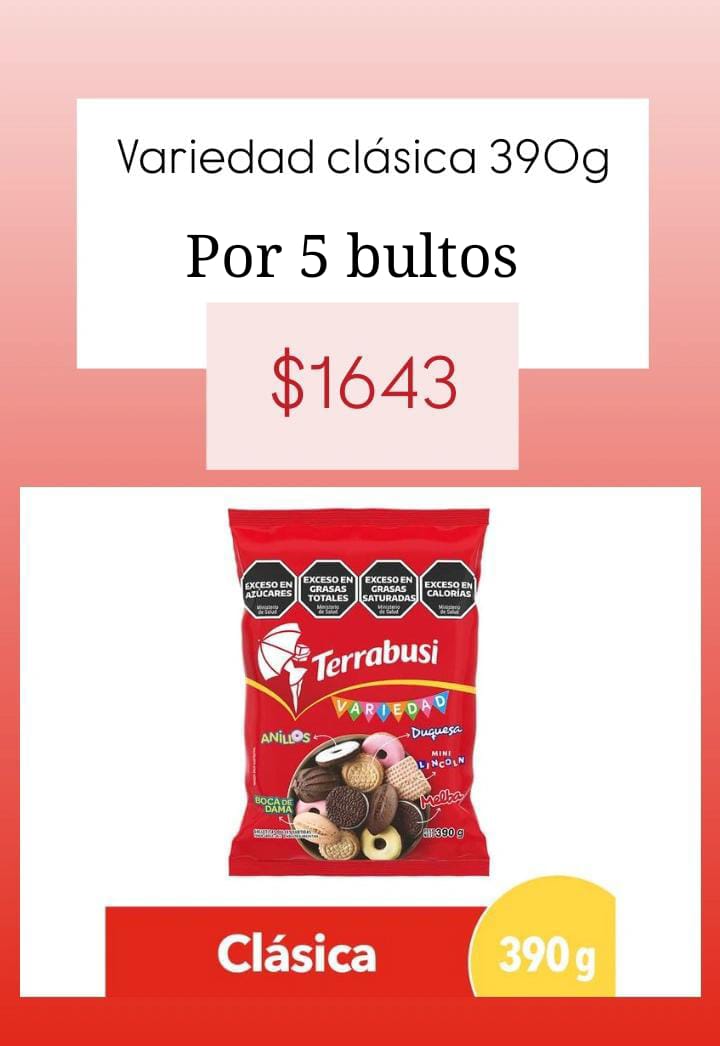 Variedad clásica 390g
Por 5 bultos
$1643
EXCESO EN AZÚCARES
Ministerio de Salud
EXCESO EN GRASAS TOTALES
Ministerio de Salud
EXCESO EN GRASAS SATURADAS
Ministerio de Salud
EXCESO EN CALORÍAS
Ministerio de Salud
Terrabusi
VARIEDAD
ANILLOS
Duquesa
MINI
LINCOLN
BOCA DE
DAMA
Melba
390 g
Clásica
390 g